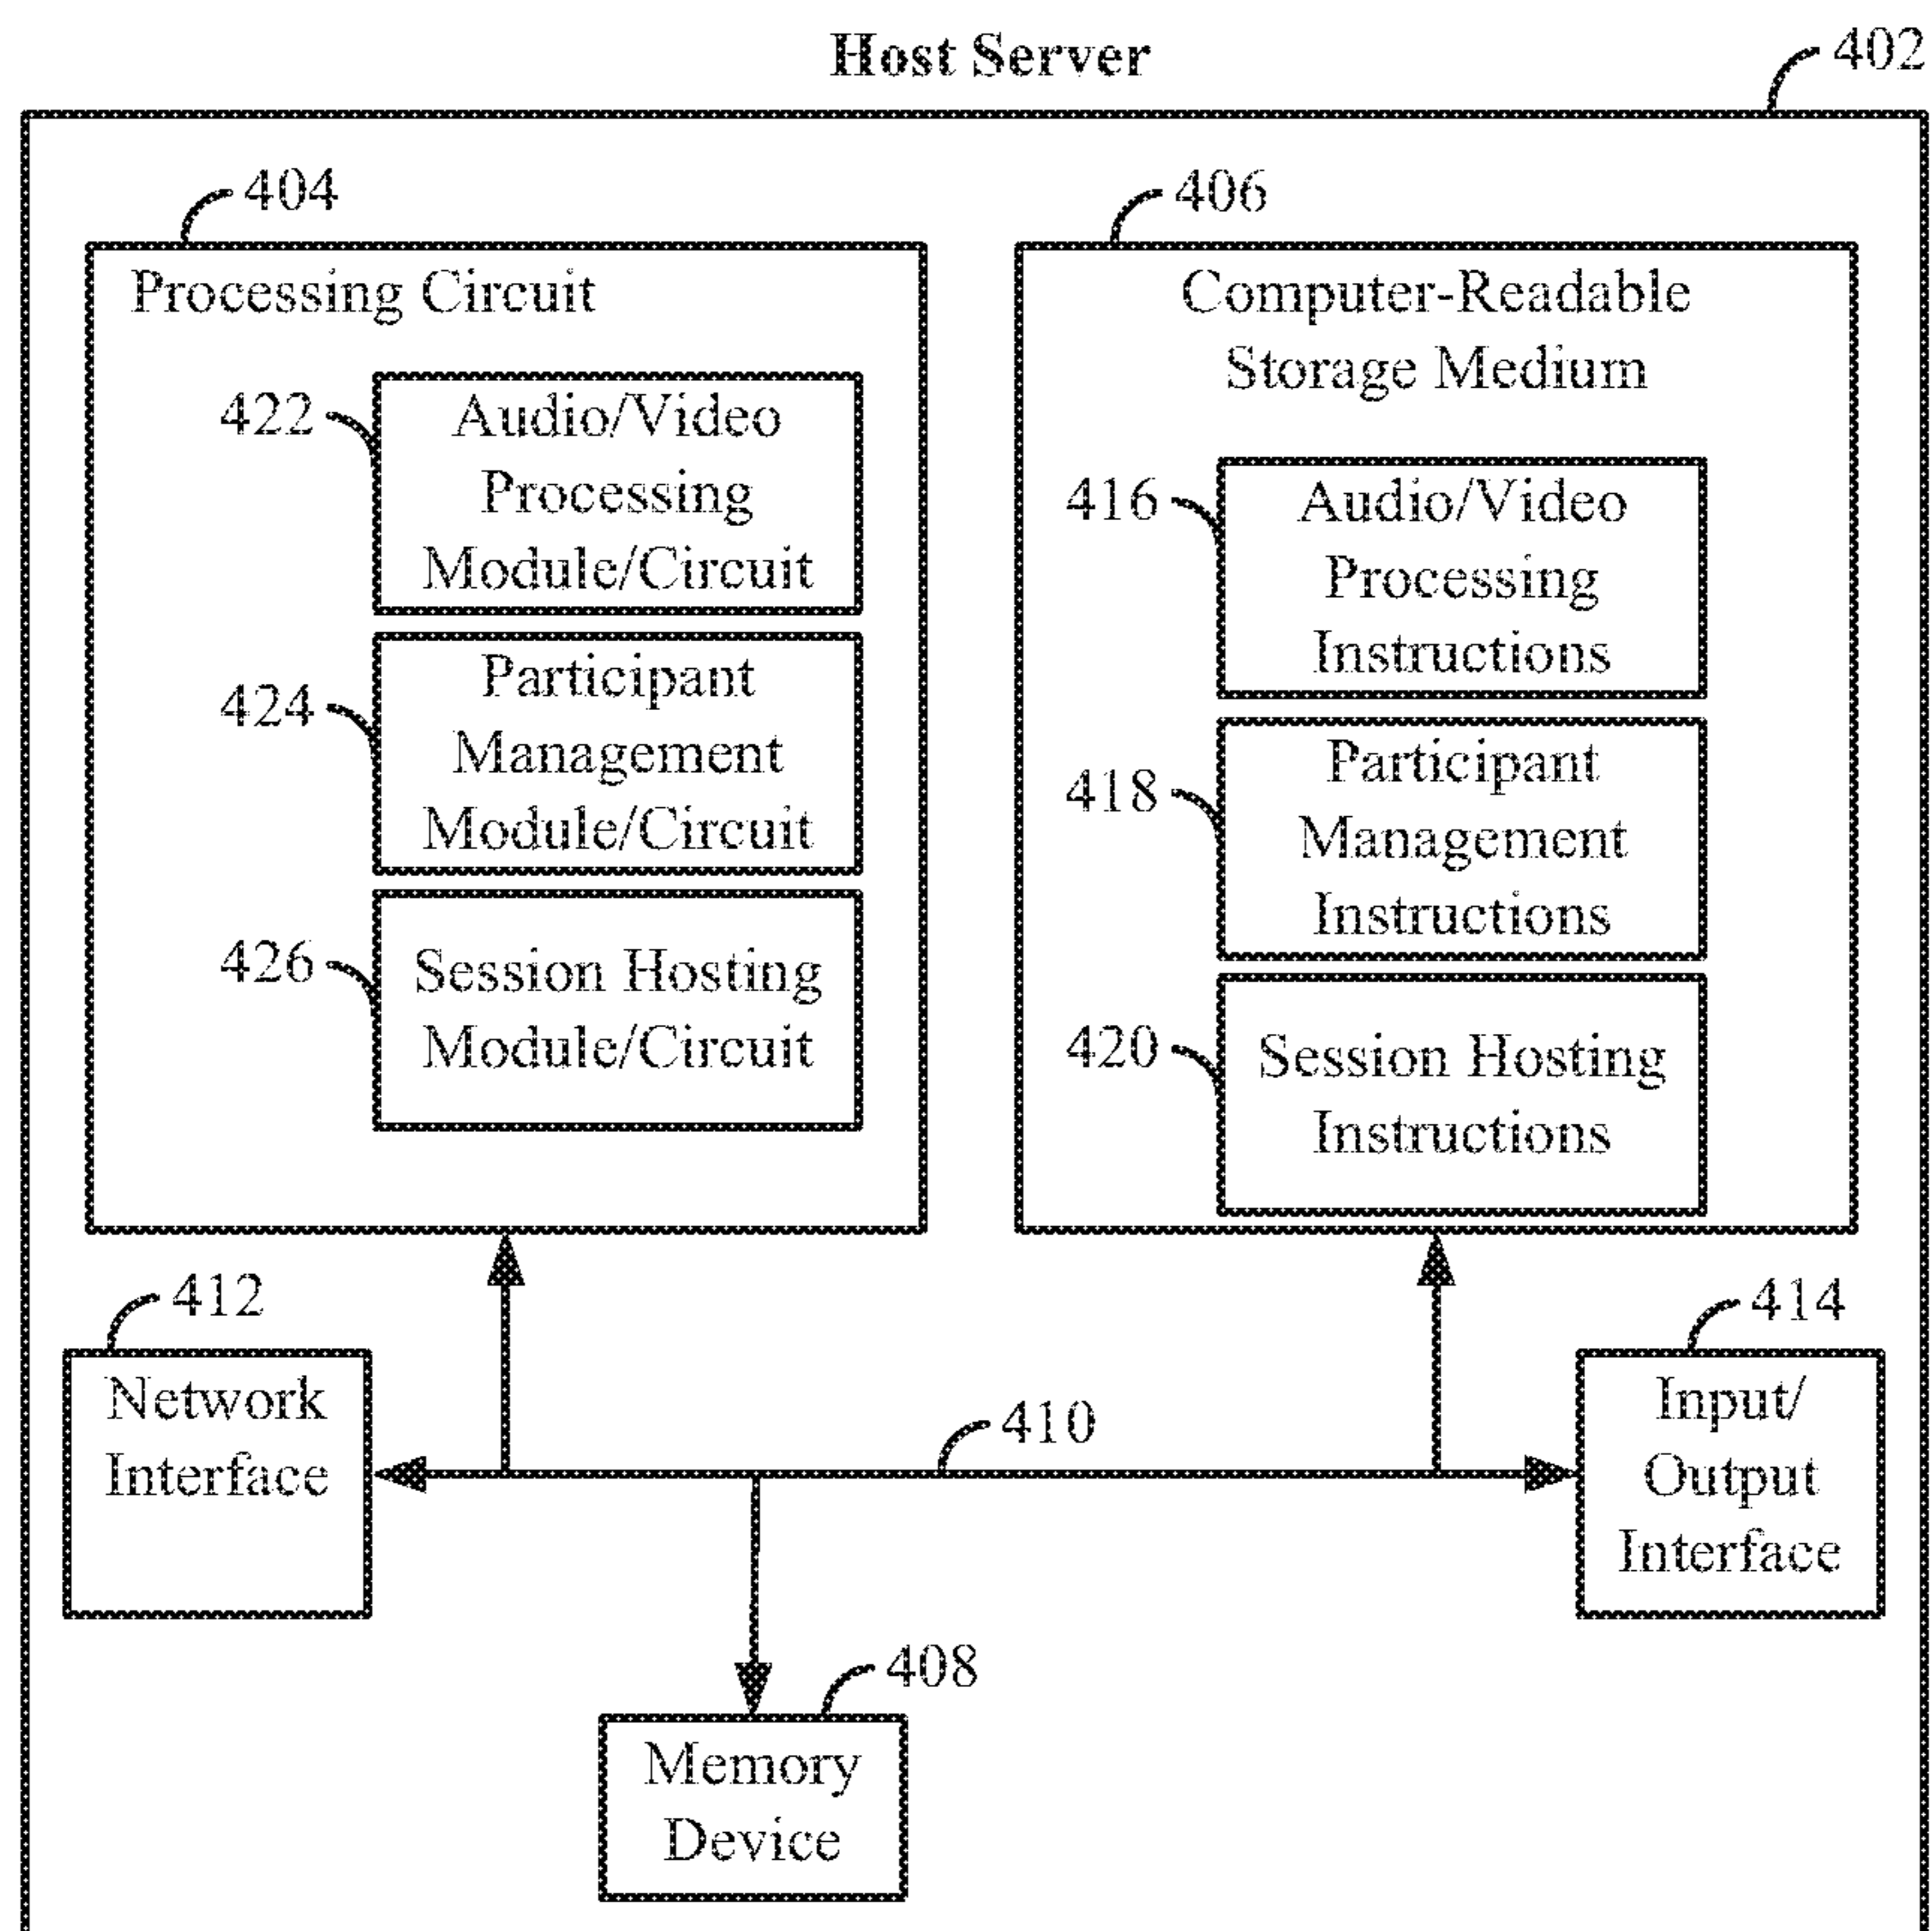 Host Server
402
404
Processing Circuit
422
Audio/Video
Processing
Module/Circuit
424
Participant
Management
Module/Circuit
426
Session Hosting
Module/Circuit
406
Computer-Readable
Storage Medium
416
Audio/Video
Processing
Instructions
418
Participant
Management
Instructions
420
Session Hosting
Instructions
412
Network
Interface
410
414
Input/
Output
Interface
408
Memory
Device